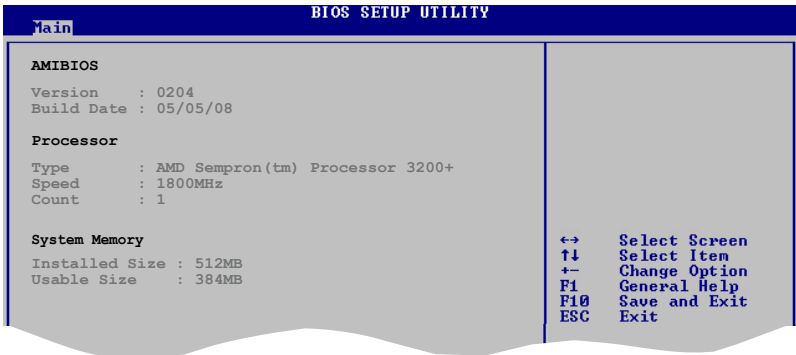 BIOS SETUP UTILITY
Main
AMIBIOS
Version : 0204
Build Date : 05/05/08
Processor
Type : AMD Sempron(tm) Processor 3200+
Speed : 1800MHz
Count : 1
System Memory
Installed Size : 512MB
Usable Size : 384MB
←→ Select Screen
↑↓ Select Item
+- Change Option
F1 General Help
F10 Save and Exit
ESC Exit